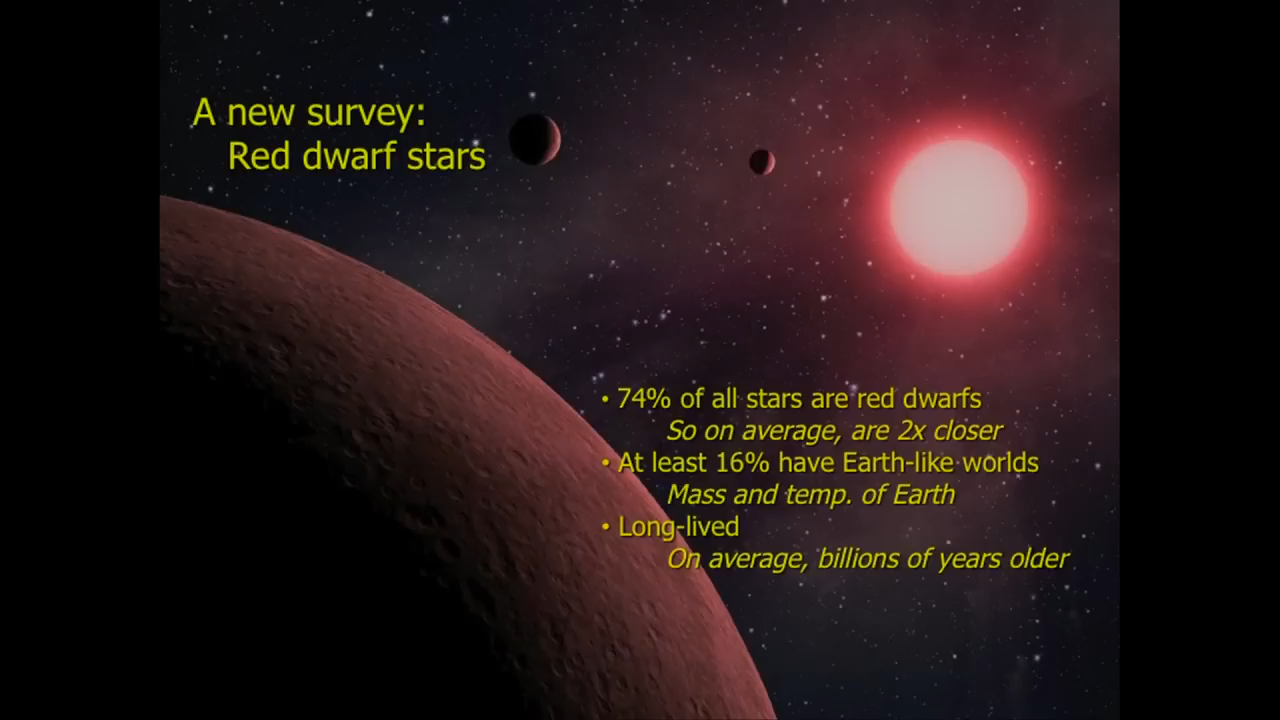 A new survey:
Red dwarf stars
• 74% of all stars are red dwarfs
So on average, are 2x closer
• At least 16% have Earth-like worlds
Mass and temp. of Earth
• Long-lived
On average, billions of years older